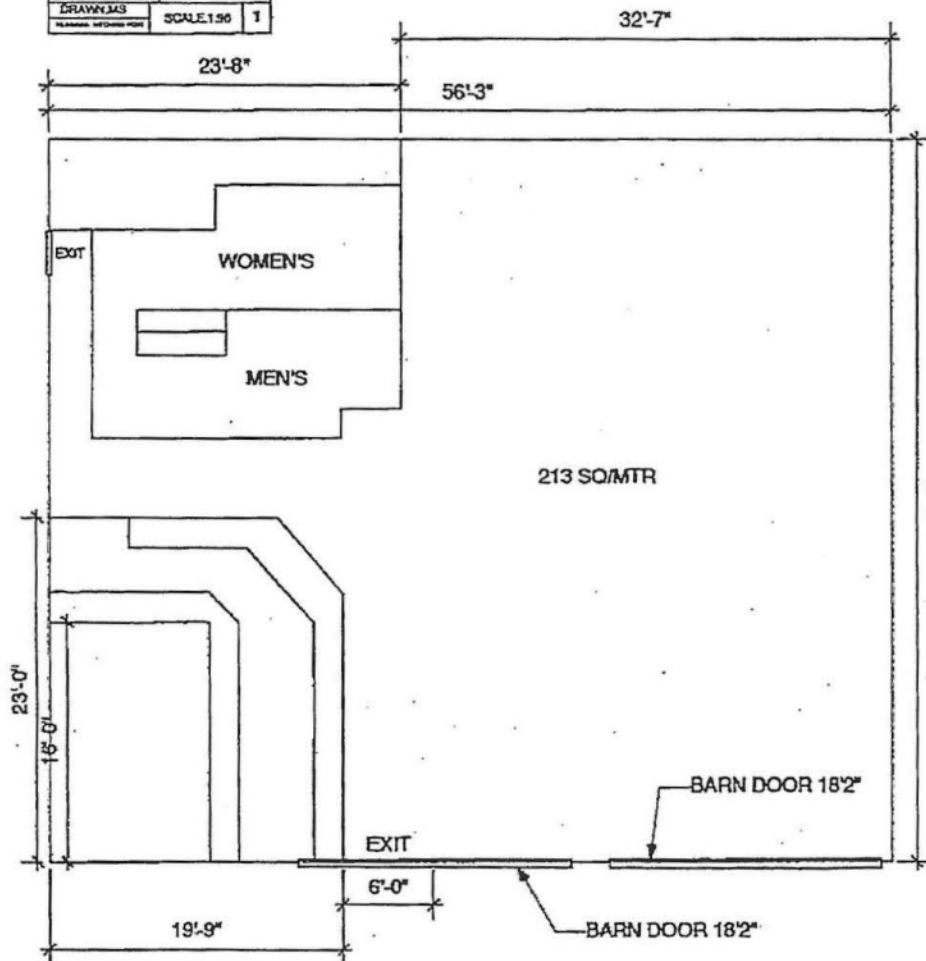 DRAWN,MS
SCALE.1:96
1
32'-7"
23'-8"
56'-3"
EXIT
WOMEN'S
MEN'S
213 SQ/MTR
23'-0"
16'-0"
BARN DOOR 18'2"
EXIT
6'-0"
19'-9"
BARN DOOR 18'2"